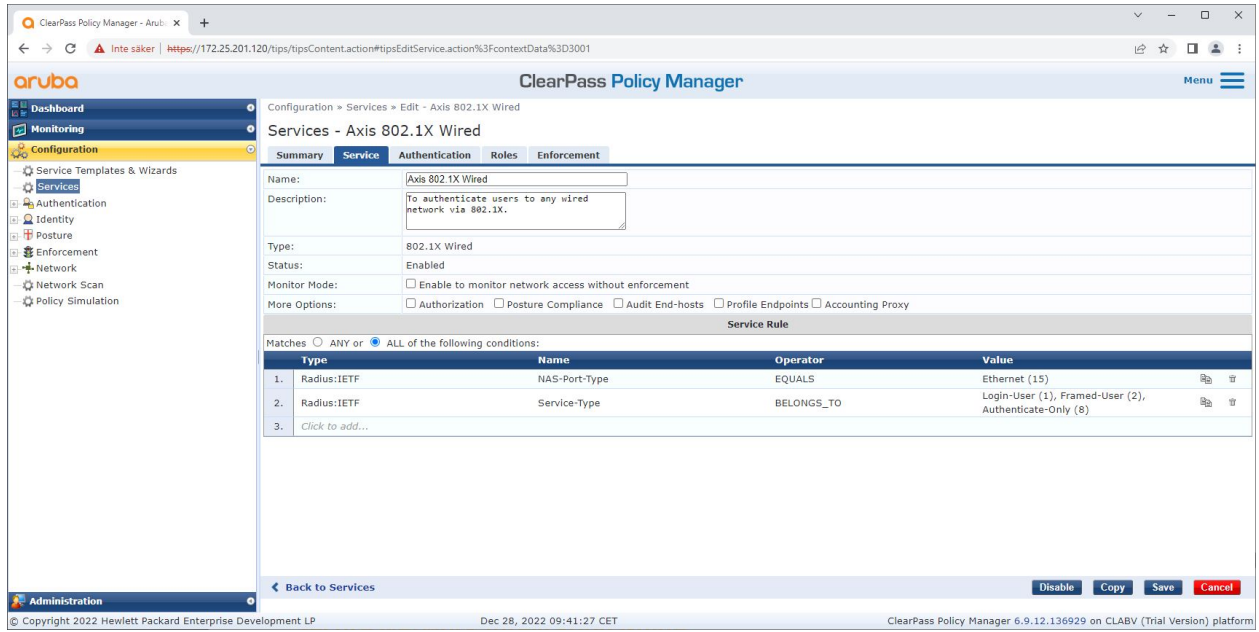 ClearPass Policy Manager - Arub
Inte säker | https://172.25.201.120/tips/tipsContent.action#tipsEditService.action%3FcontextData%3D3001
aruba
ClearPass Policy Manager
Menu
Dashboard
Monitoring
Configuration
Service Templates & Wizards
Services
Authentication
Identity
Posture
Enforcement
Network
Network Scan
Policy Simulation
Administration
Configuration » Services » Edit - Axis 802.1X Wired
Services - Axis 802.1X Wired
Summary Service Authentication Roles Enforcement
Name: Axis 802.1X Wired
Description: To authenticate users to any wired
network via 802.1X.
Type: 802.1X Wired
Status: Enabled
Monitor Mode: Enable to monitor network access without enforcement
More Options: Authorization Posture Compliance Audit End-hosts Profile Endpoints Accounting Proxy
Service Rule
Matches ANY or ALL of the following conditions:
Type Name Operator Value
1. Radius:IETF NAS-Port-Type EQUALS Ethernet (15)
2. Radius:IETF Service-Type BELONGS_TO Login-User (1), Framed-User (2),
Authenticate-Only (8)
3. Click to add...
Back to Services
Disable Copy Save Cancel
© Copyright 2022 Hewlett Packard Enterprise Development LP Dec 28, 2022 09:41:27 CET ClearPass Policy Manager 6.9.12.136929 on CLABV (Trial Version) platform